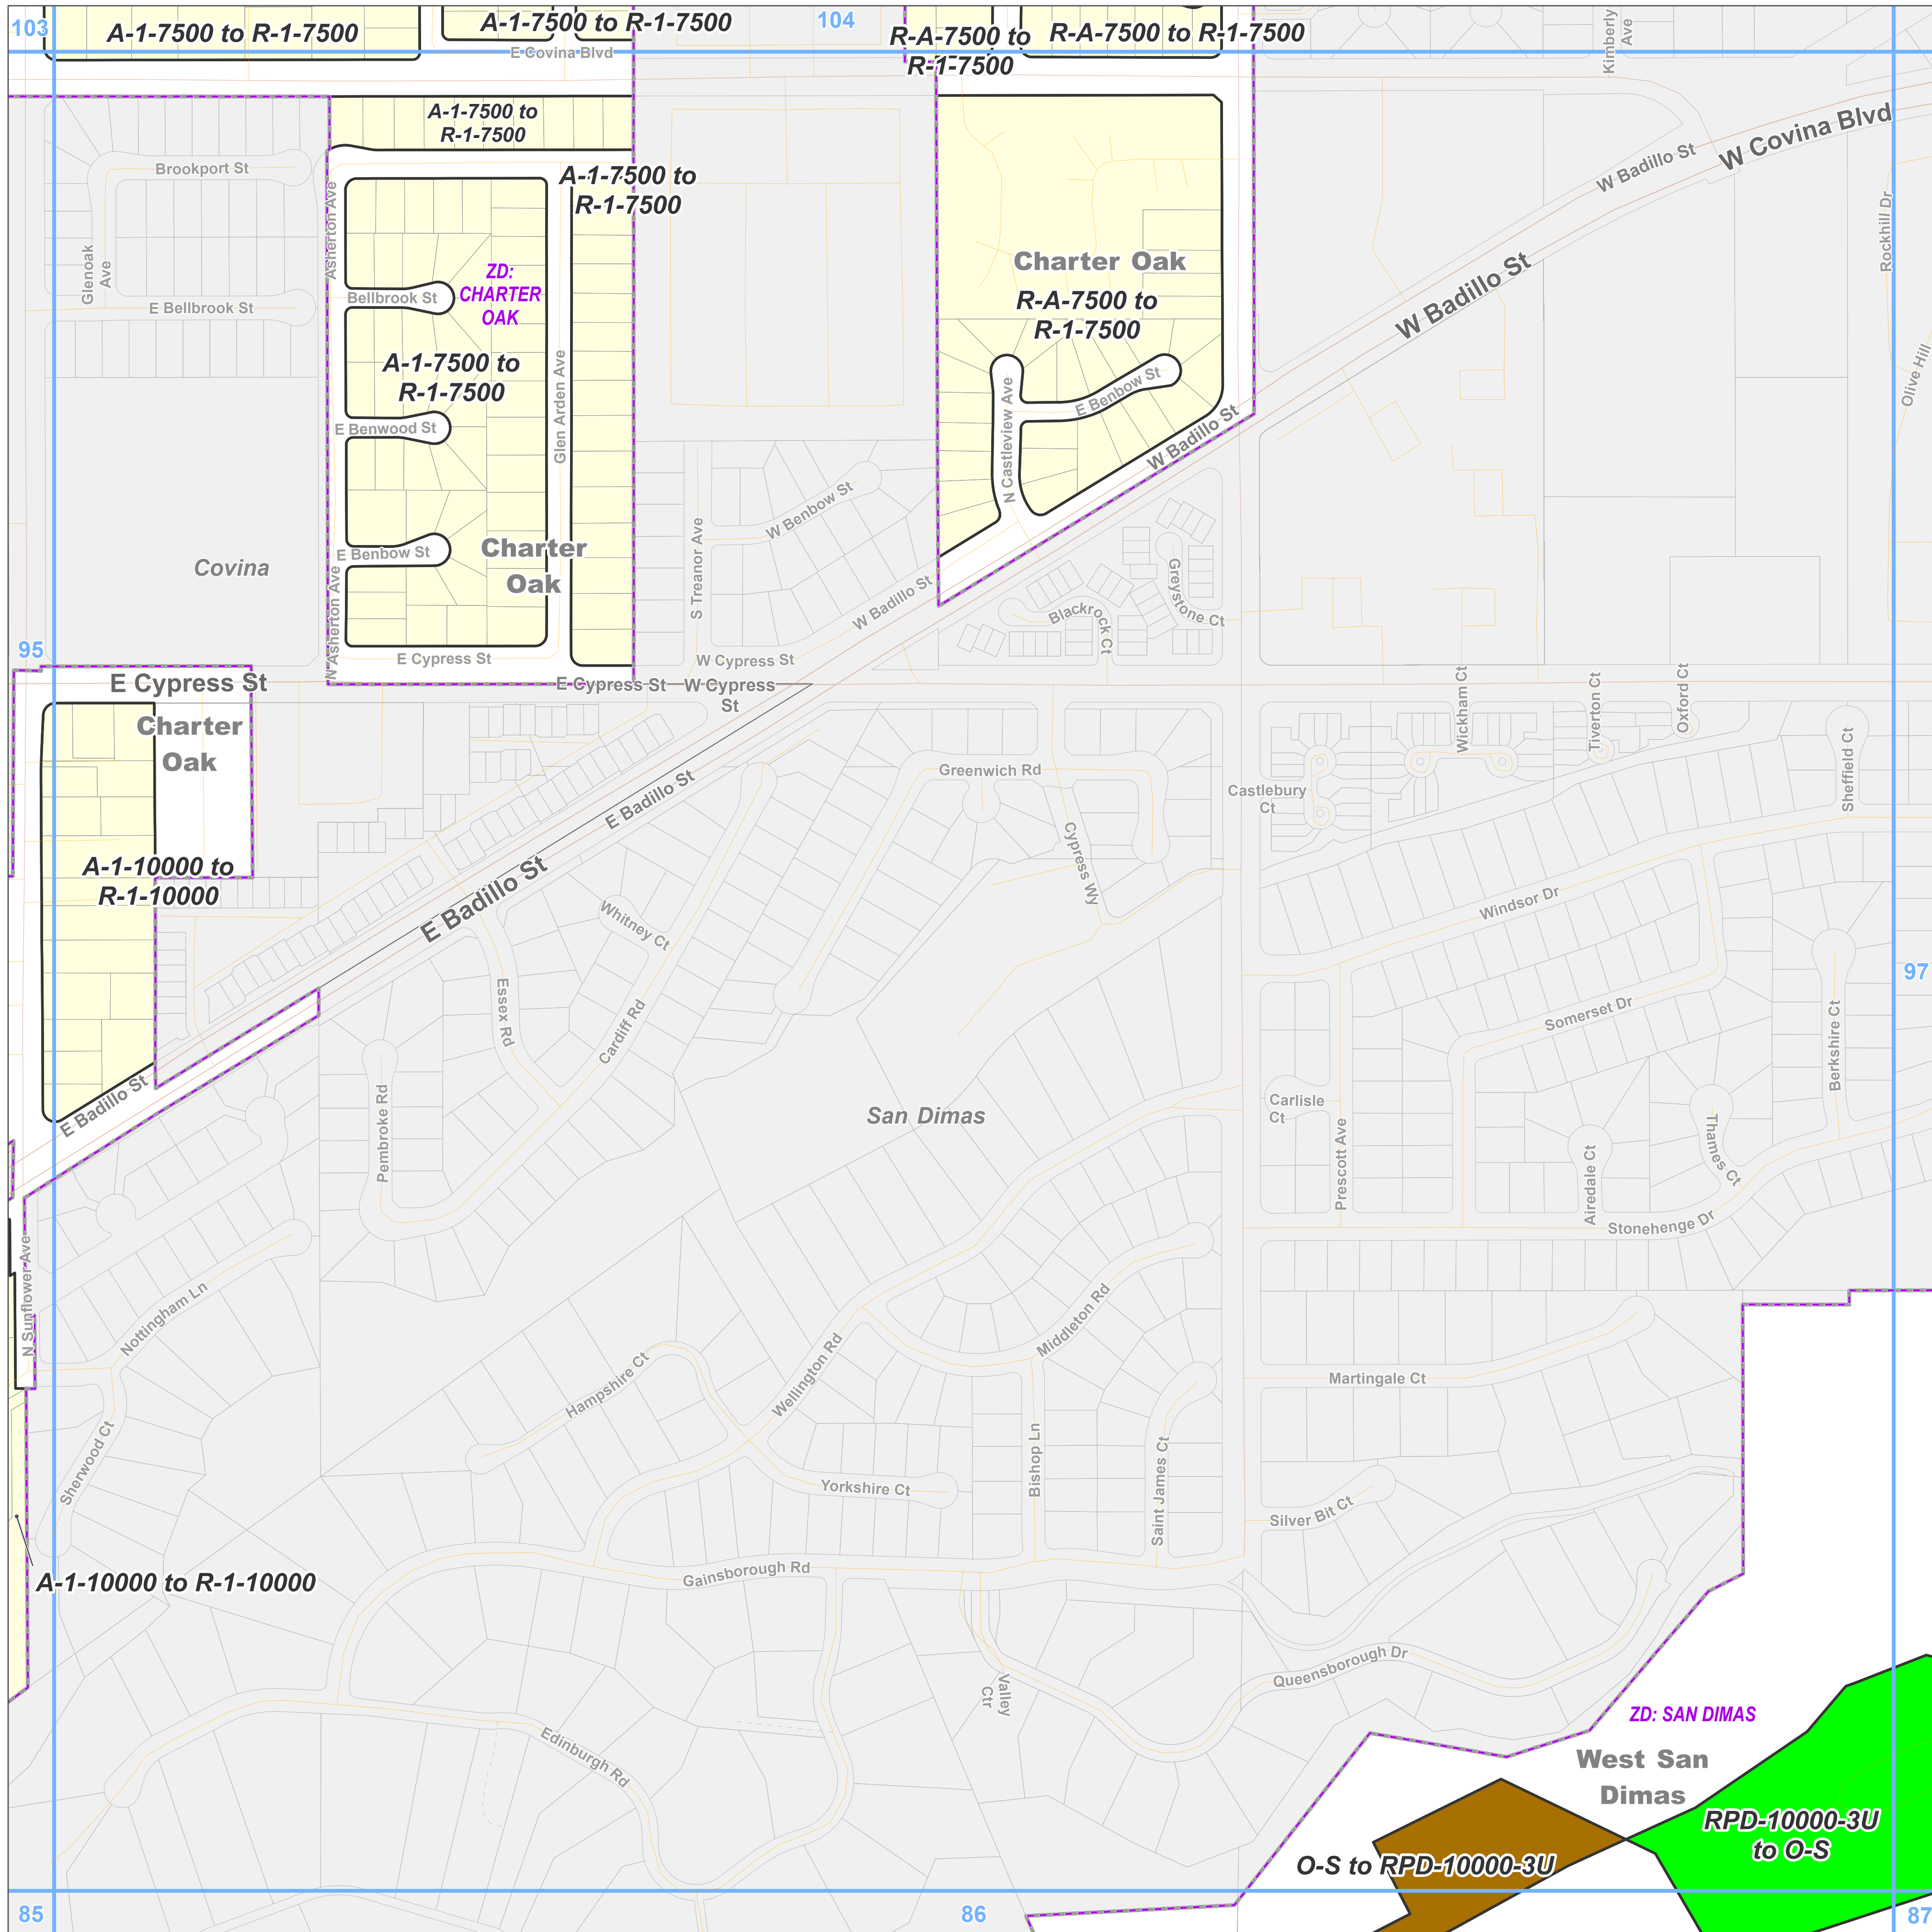 103
A-1-7500 to R-1-7500
A-1-7500 to R-1-7500
E Covina Blvd
104
R-A-7500 to
R-1-7500
R-A-7500 to R-1-7500
Kimberly
Ave
A-1-7500 to
R-1-7500
W Covina Blvd
W Badillo St
Brookport St
A-1-7500 to
R-1-7500
Asherton Ave
Glenoak
Ave
Rockhill Dr
ZD:
CHARTER
OAK
Charter Oak
R-A-7500 to
R-1-7500
W Badillo St
E Bellbrook St
Bellbrook St
A-1-7500 to
R-1-7500
Glen Arden Ave
Olive Hill
E Benbow St
N Castleview Ave
W Badillo St
E Benwood St
W Benbow St
S Treanor Ave
E Benbow St
Charter
Oak
Covina
N Asherton Ave
W Badillo St
Blackrock Ct
Greystone Ct
95
E Cypress St
W Cypress St
E Cypress St
E Cypress St
W Cypress
St
Wickham Ct
Tiverton Ct
Oxford Ct
Charter
Oak
Greenwich Rd
Castlebury
Ct
Sheffield Ct
E Badillo St
Cypress Wy
A-1-10000 to
R-1-10000
E Badillo St
Whitney Ct
Windsor Dr
97
Essex Rd
Cardiff Rd
Somerset Dr
Berkshire Ct
E Badillo St
Pembroke Rd
San Dimas
Carlisle
Ct
Prescott Ave
Airedale Ct
Thames Ct
Stonehenge Dr
N Sunflower Ave
Nottingham Ln
Middleton Rd
Wellington Rd
Hampshire Ct
Martingale Ct
Sherwood Ct
Bishop Ln
Saint James Ct
Yorkshire Ct
Silver Bit Ct
A-1-10000 to R-1-10000
Gainsborough Rd
Queensborough Dr
Valley
Ctr
Edinburgh Rd
ZD: SAN DIMAS
West San
Dimas
RPD-10000-3U
to O-S
O-S to RPD-10000-3U
85
86
87